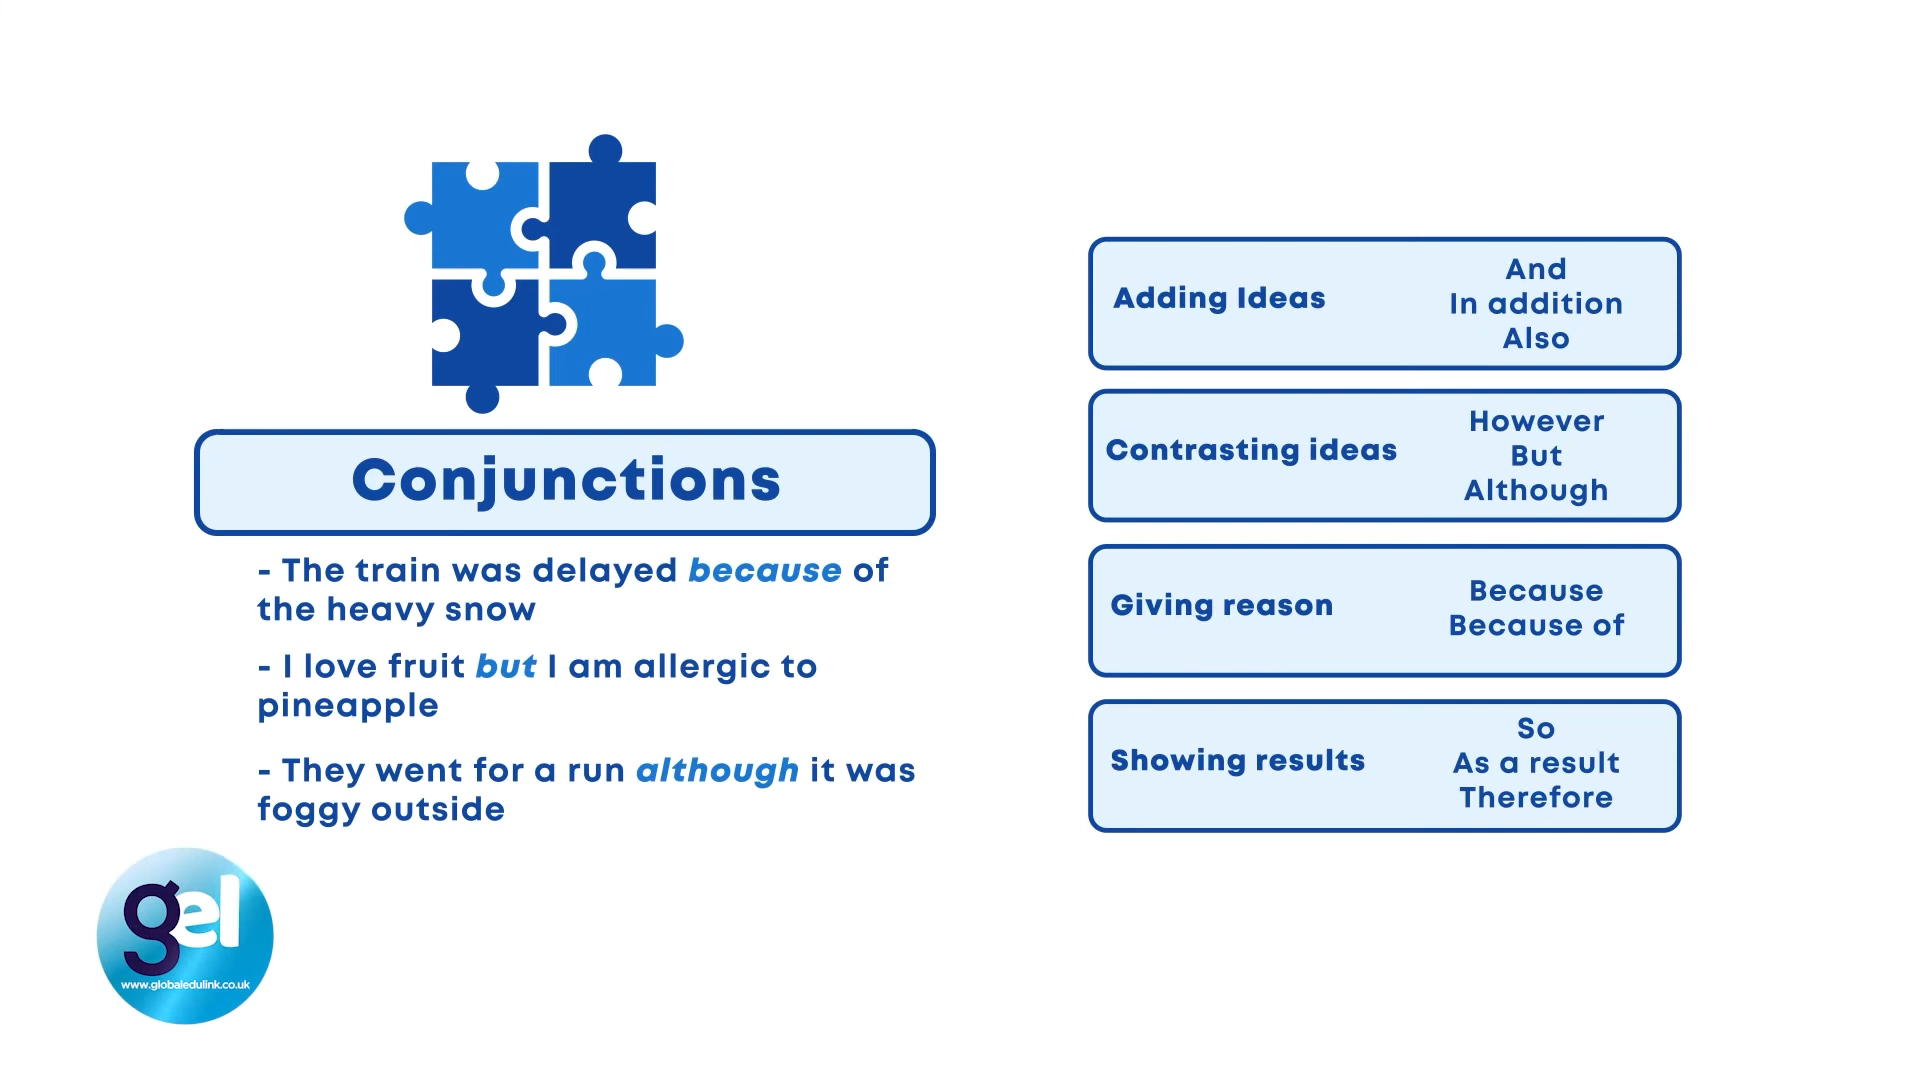 Conjunctions
- The train was delayed because of
the heavy snow
- I love fruit but I am allergic to
pineapple
- They went for a run although it was
foggy outside
Adding Ideas
And
In addition
Also
Contrasting ideas
However
But
Although
Giving reason
Because
Because of
Showing results
So
As a result
Therefore
gel
www.globaledulink.co.uk